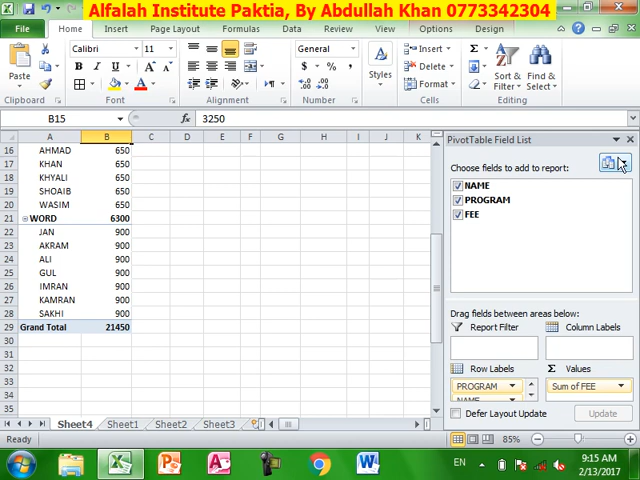 Alfalah Institute Paktia, By Abdullah Khan 0773342304
File Home Insert Page Layout Formulas Data Review View
Calibri 11 General Insert Σ
Paste B I U $ % , Styles Delete Sort & Filter Find & Select
Format
Clipboard Font Alignment Number Cells Editing
B15 fx 3250
A B C D E F G H I J K
16 AHMAD 650
17 KHAN 650
18 KHYALI 650
19 SHOAIB 650
20 WASIM 650
21 WORD 6300
22 JAN 900
23 AKRAM 900
24 ALI 900
25 GUL 900
26 IMRAN 900
27 KAMRAN 900
28 SAKHI 900
29 Grand Total 21450
30
31
32
33
34
35
PivotTable Field List
Choose fields to add to report:
NAME
PROGRAM
FEE
Drag fields between areas below:
Report Filter Column Labels
Row Labels Σ Values
PROGRAM Sum of FEE
NAME
Defer Layout Update Update
Sheet4 Sheet1 Sheet2 Sheet3
Ready 85%
EN 9:15 AM
2/13/2017